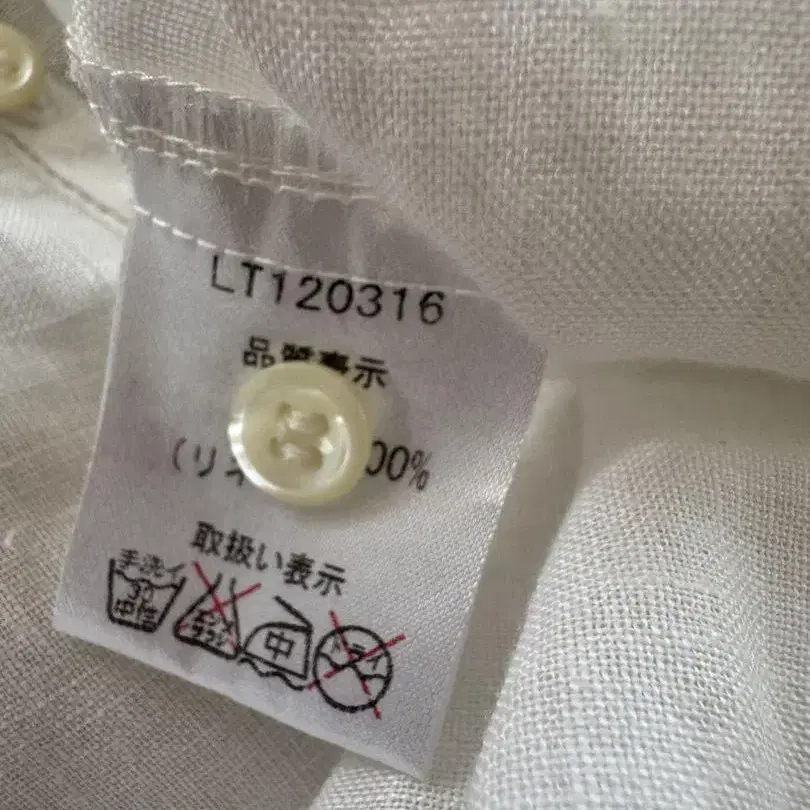 LT120316
品質表示
(リネ 00%
取扱い表示
手洗イ
30
中性
中
ドライ